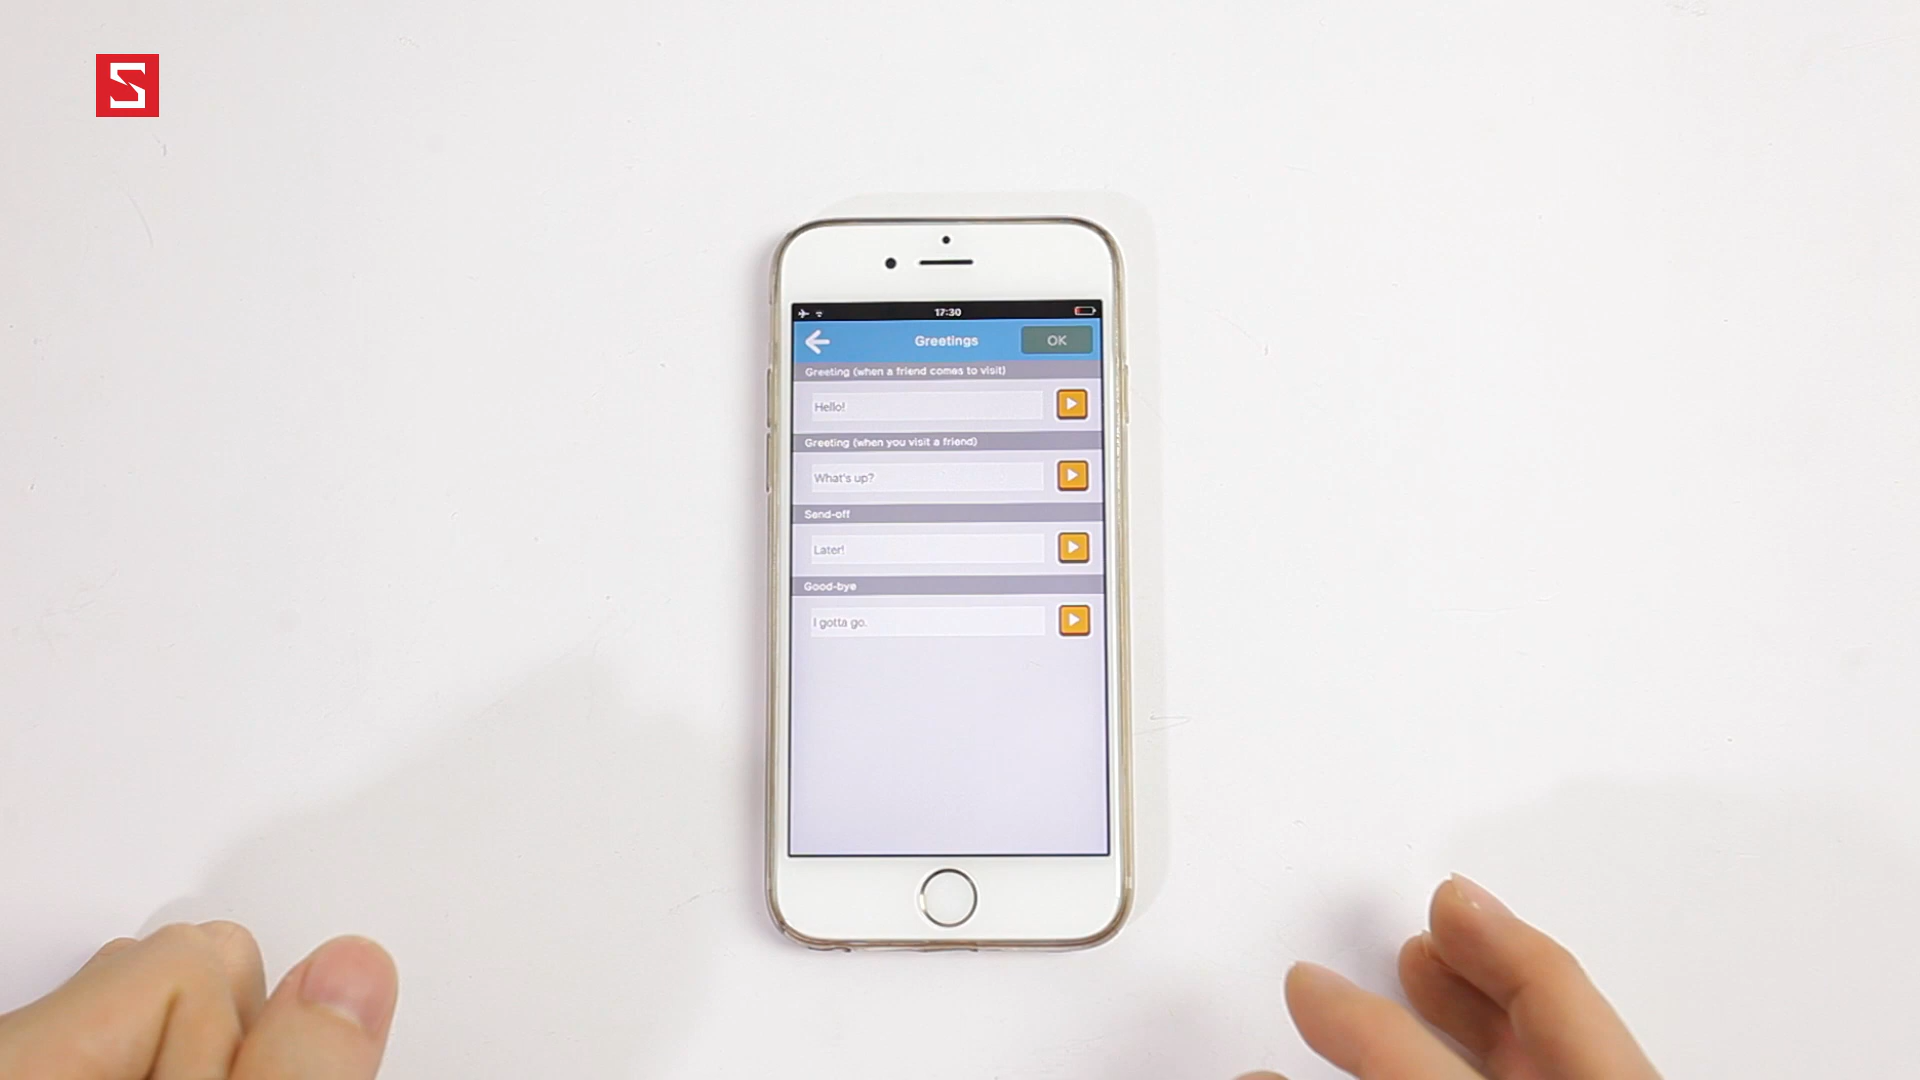 S
17:30
Greetings
OK
Greeting (when a friend comes to visit)
Hello!
Greeting (when you visit a friend)
What's up?
Send-off
Later!
Good-bye
I gotta go.